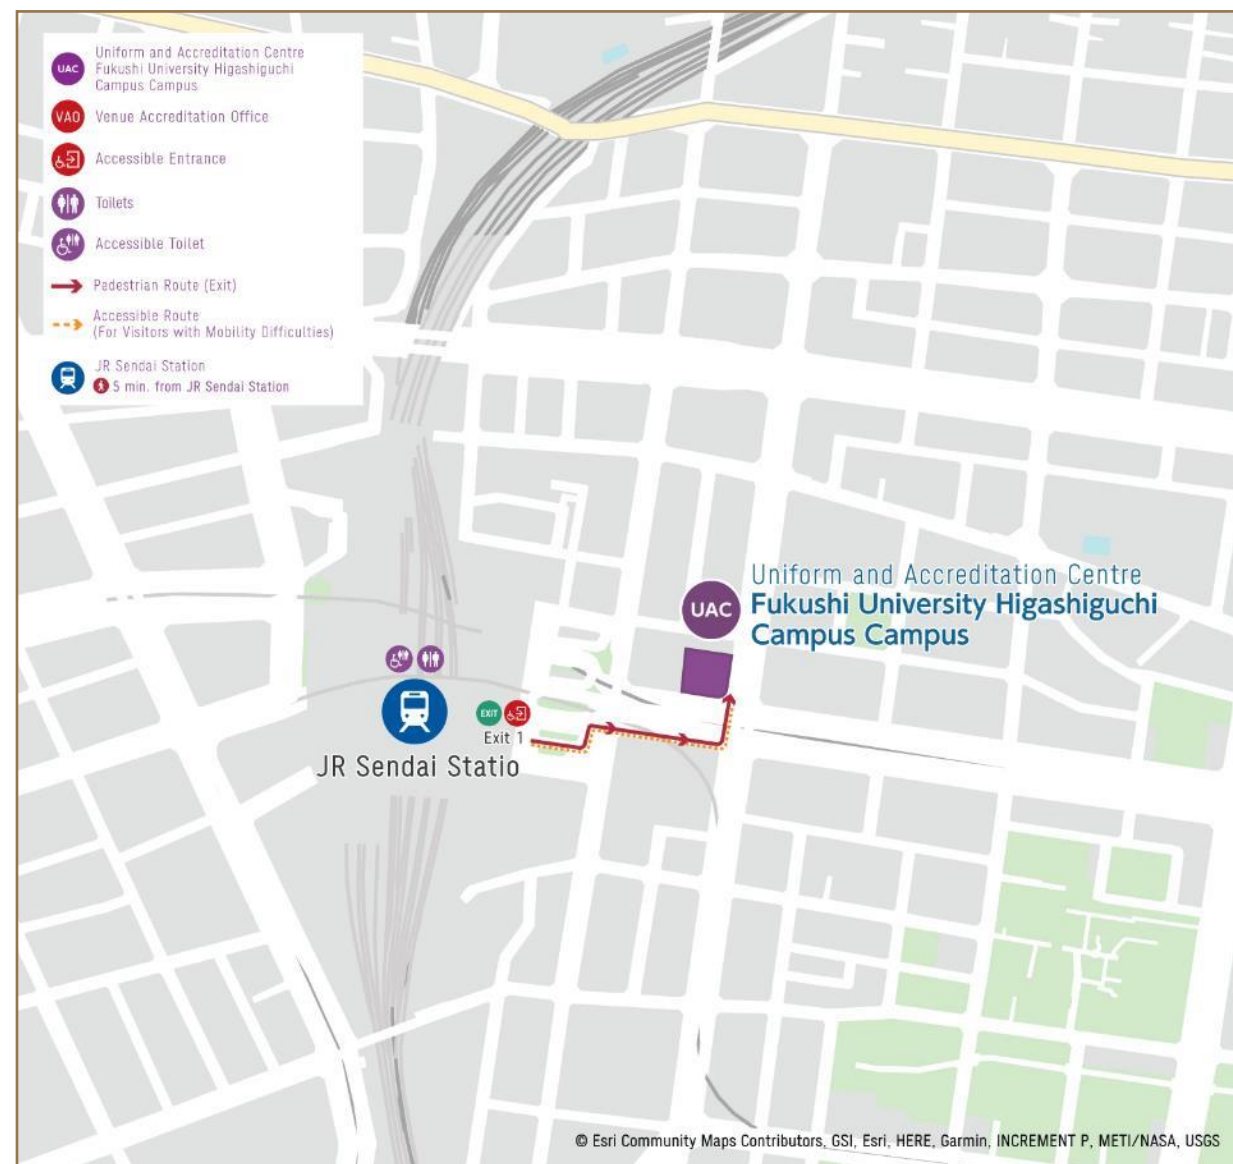 UAC
Uniform and Accreditation Centre
Fukushi University Higashiguchi
Campus Campus
VAO
Venue Accreditation Office
Accessible Entrance
Toilets
Accessible Toilet
Pedestrian Route (Exit)
Accessible Route
(For Visitors with Mobility Difficulties)
JR Sendai Station
5 min. from JR Sendai Station
UAC
Uniform and Accreditation Centre
Fukushi University Higashiguchi
Campus Campus
EXIT
Exit 1
JR Sendai Statio
© Esri Community Maps Contributors, GSI, Esri, HERE, Garmin, INCREMENT P, METI/NASA, USGS